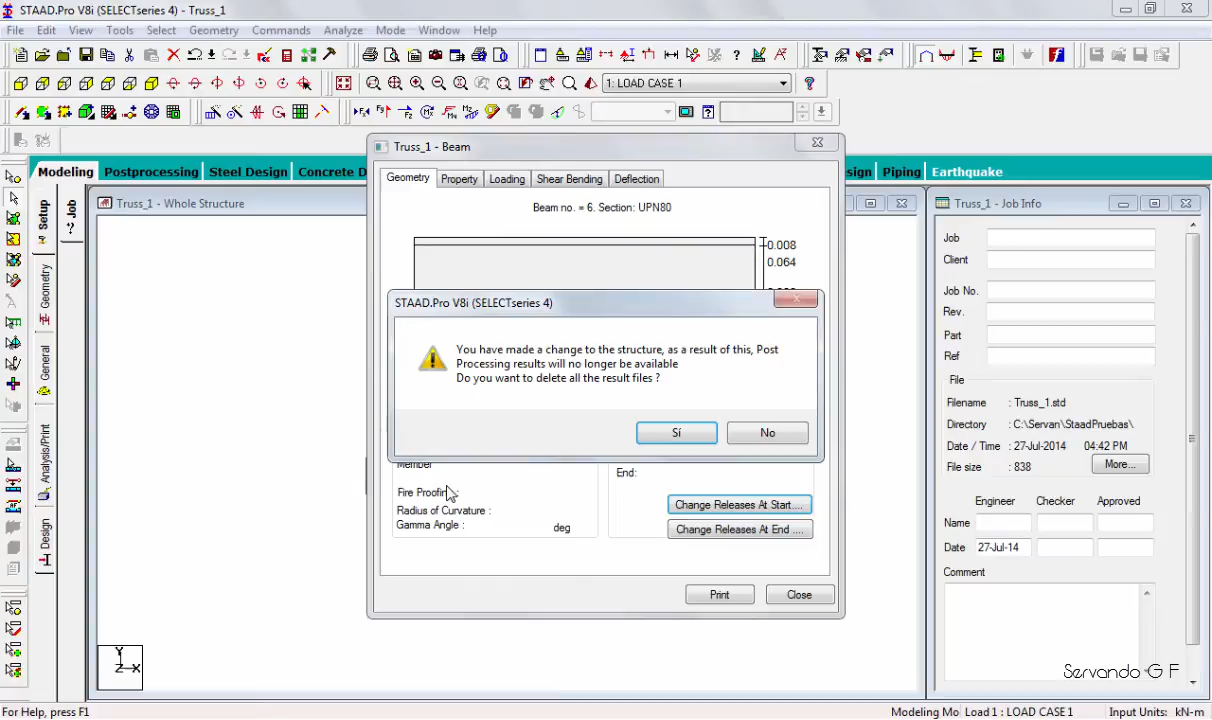 STAAD.Pro V8i (SELECTseries 4) - Truss_1
File Edit View Tools Select Geometry Commands Analyze Mode Window Help
1: LOAD CASE 1
Modeling Postprocessing Steel Design Concrete D
sign Piping Earthquake
Setup
Job
Geometry
General
Analysis/Print
Design
Truss_1 - Whole Structure
Truss_1 - Beam
Geometry Property Loading Shear Bending Deflection
Beam no. = 6. Section: UPN80
0.008
0.064
STAAD.Pro V8i (SELECTseries 4)
You have made a change to the structure, as a result of this, Post
Processing results will no longer be available
Do you want to delete all the result files ?
Sí No
Member
Fire Proofing :
Radius of Curvature :
Gamma Angle : deg
End:
Change Releases At Start....
Change Releases At End ....
Print Close
Truss_1 - Job Info
Job
Client
Job No.
Rev.
Part
Ref
File
Filename : Truss_1.std
Directory : C:\Servan\StaadPruebas\
Date / Time : 27-Jul-2014 04:42 PM
File size : 838 More...
Engineer Checker Approved
Name
Date 27-Jul-14
Comment
Servando G F
For Help, press F1
Modeling Mo Load 1 : LOAD CASE 1 Input Units: kN-m